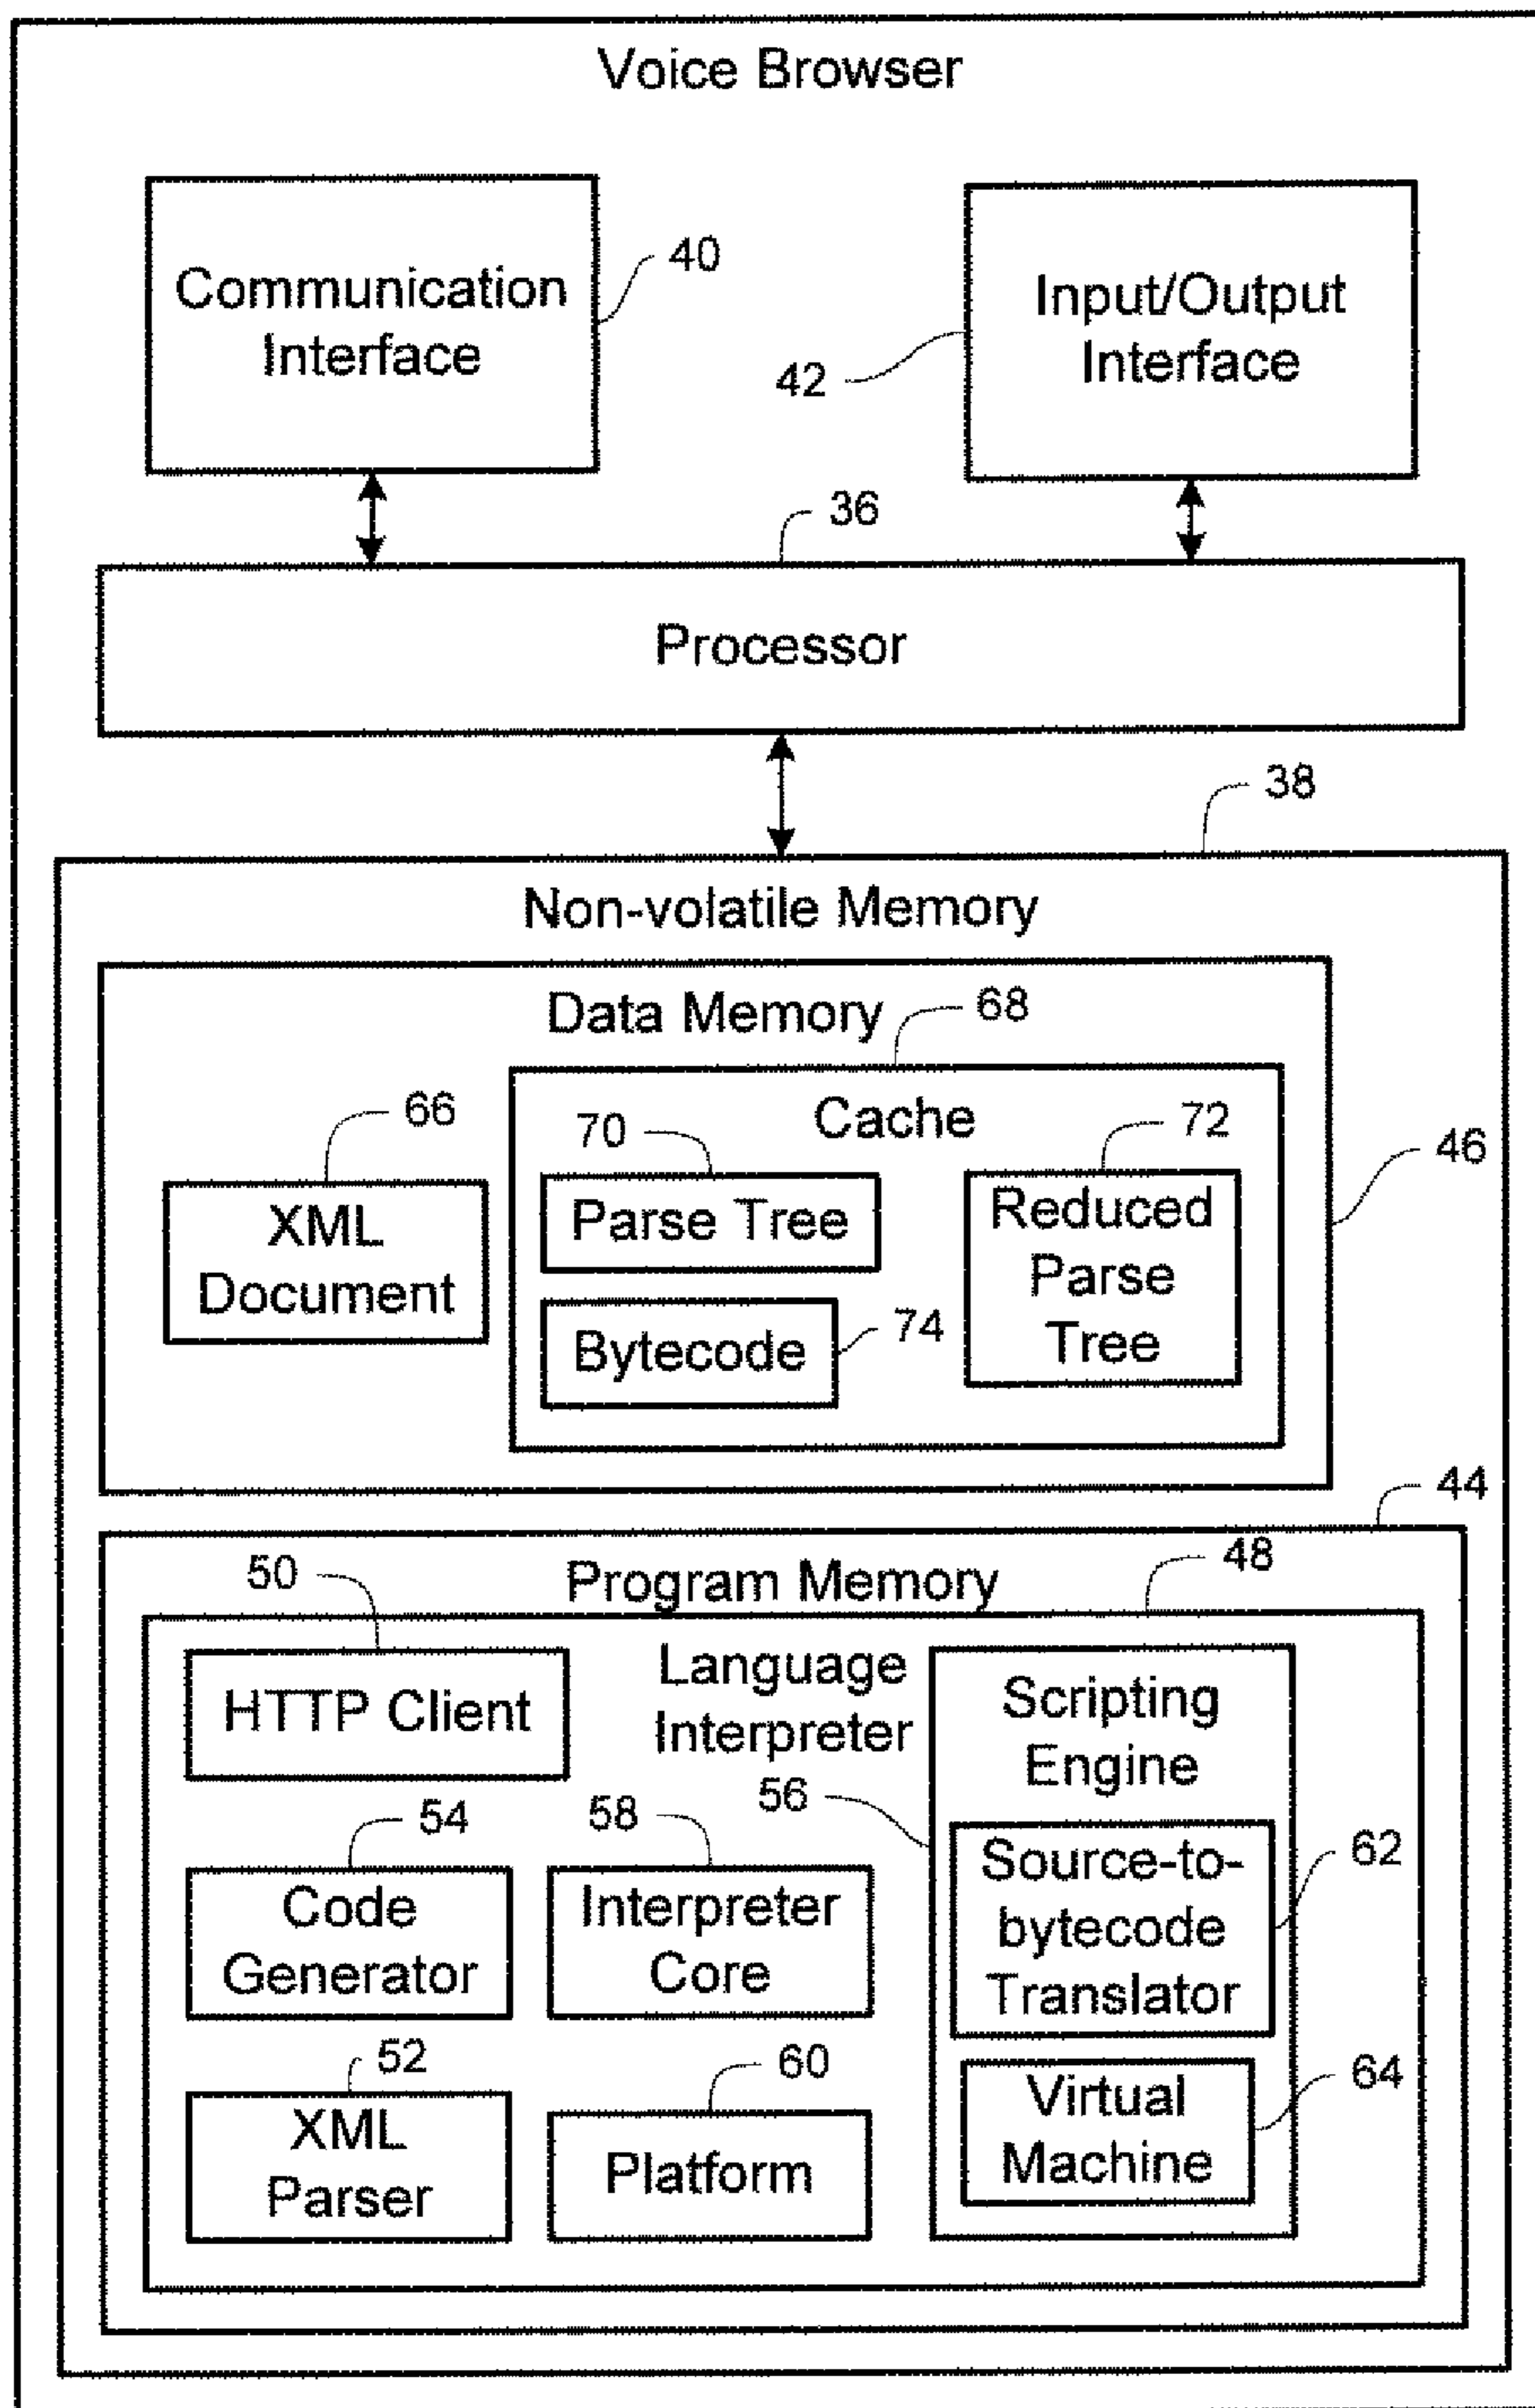 Voice Browser
Communication
Interface
40
Input/Output
Interface
42
36
Processor
38
Non-volatile Memory
Data Memory
68
66
XML
Document
Cache
70
Parse Tree
72
Reduced
Parse
Tree
Bytecode
74
46
44
Program Memory
48
50
HTTP Client
Language
Interpreter
Scripting
Engine
56
54
Code
Generator
58
Interpreter
Core
Source-to-
bytecode
Translator
62
52
XML
Parser
60
Platform
Virtual
Machine
64